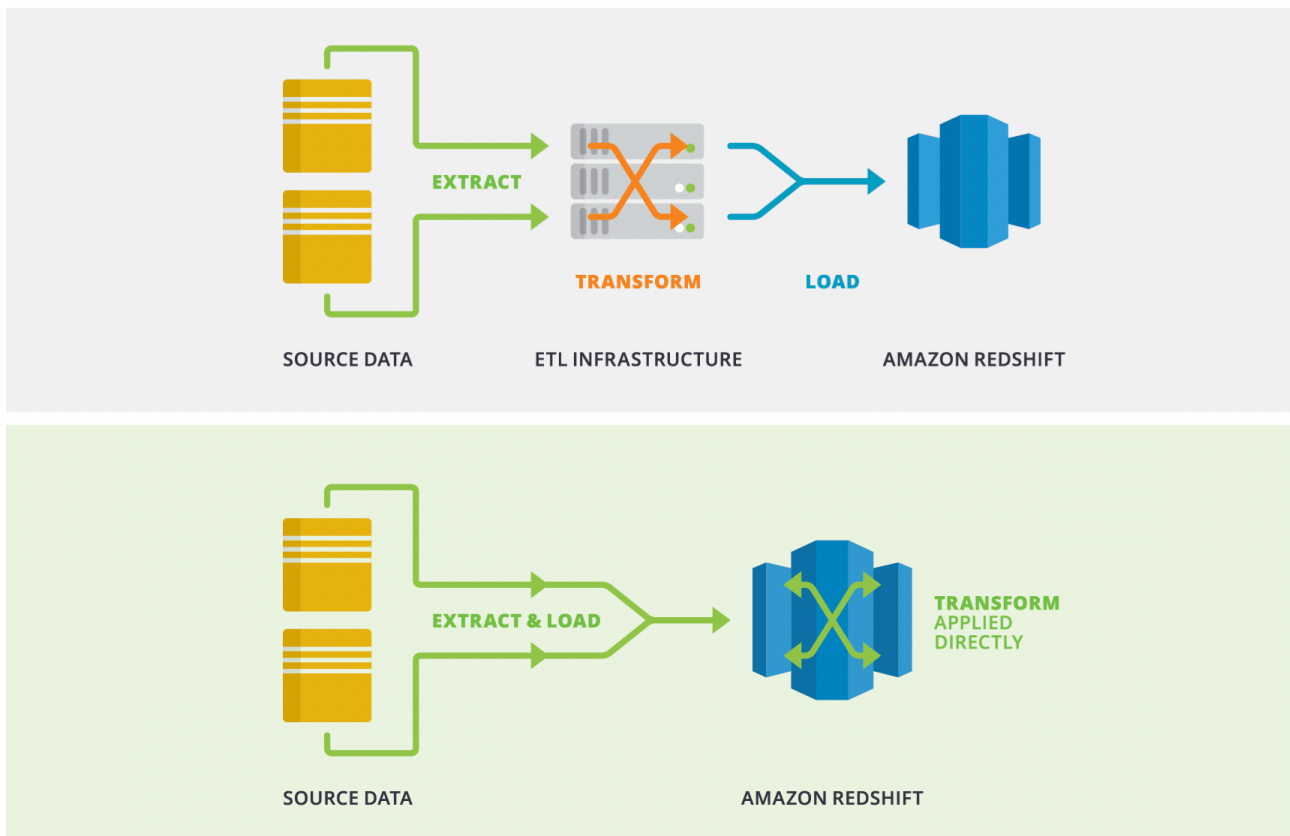 EXTRACT
TRANSFORM
LOAD
SOURCE DATA
ETL INFRASTRUCTURE
AMAZON REDSHIFT
EXTRACT & LOAD
TRANSFORM
APPLIED
DIRECTLY
SOURCE DATA
AMAZON REDSHIFT